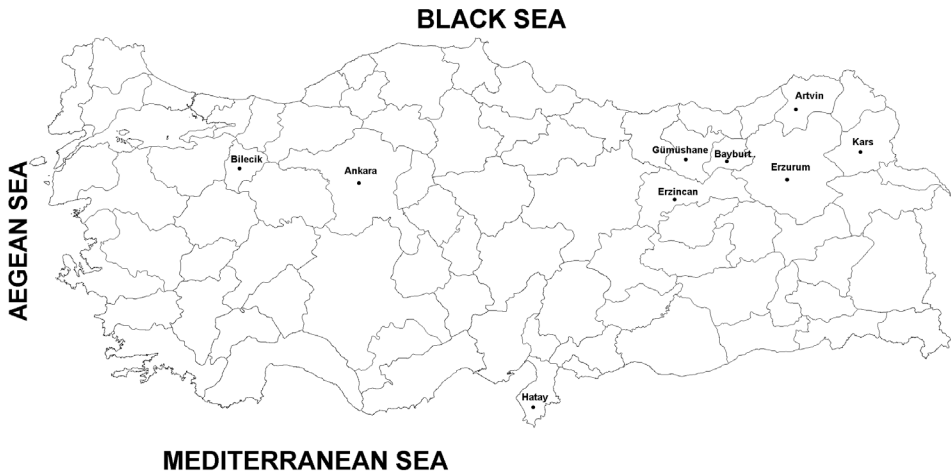 BLACK SEA
Artvin
Kars
Gümüshane
Bayburt
Bilecik
Ankara
Erzurum
Erzincan
AEGEAN SEA
Hatay
MEDITERRANEAN SEA